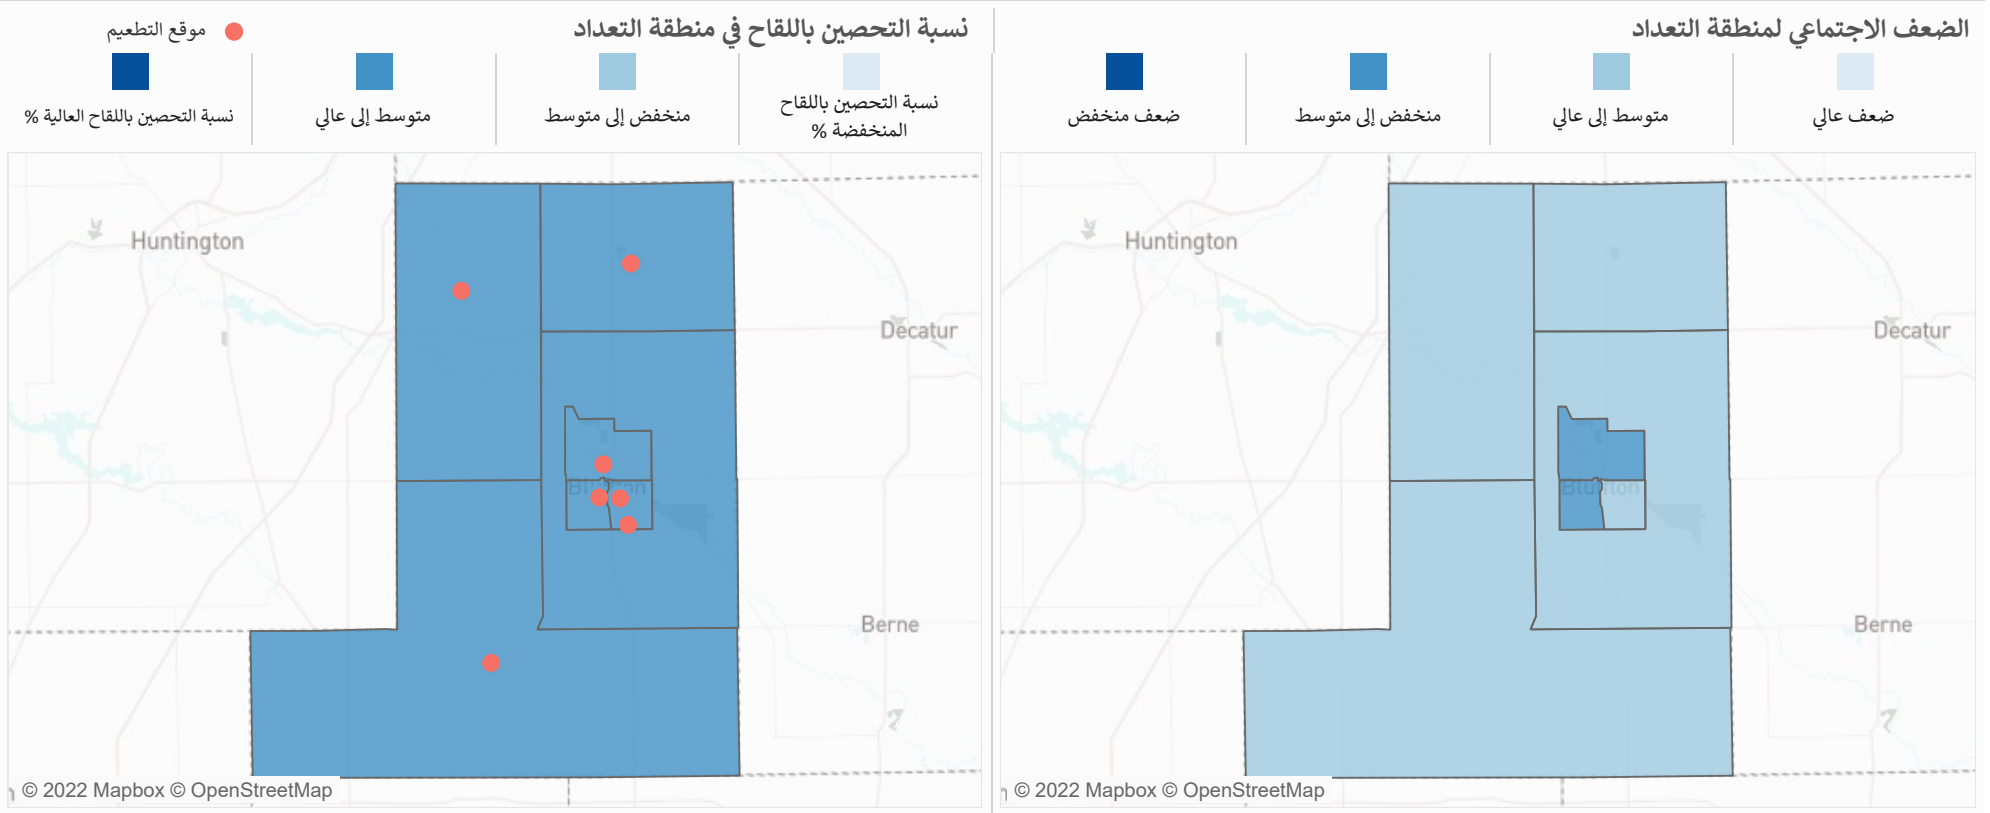 الضعف الاجتماعي لمنطقة التعداد
ضعف عالي
متوسط إلى عالي
منخفض إلى متوسط
ضعف منخفض
Huntington
Decatur
Bluffton
Berne
© 2022 Mapbox © OpenStreetMap
نسبة التحصين باللقاح في منطقة التعداد
موقع التطعيم
نسبة التحصين باللقاح
المنخفضة %
منخفض إلى متوسط
متوسط إلى عالي
نسبة التحصين باللقاح العالية %
Huntington
Decatur
Berne
© 2022 Mapbox © OpenStreetMap